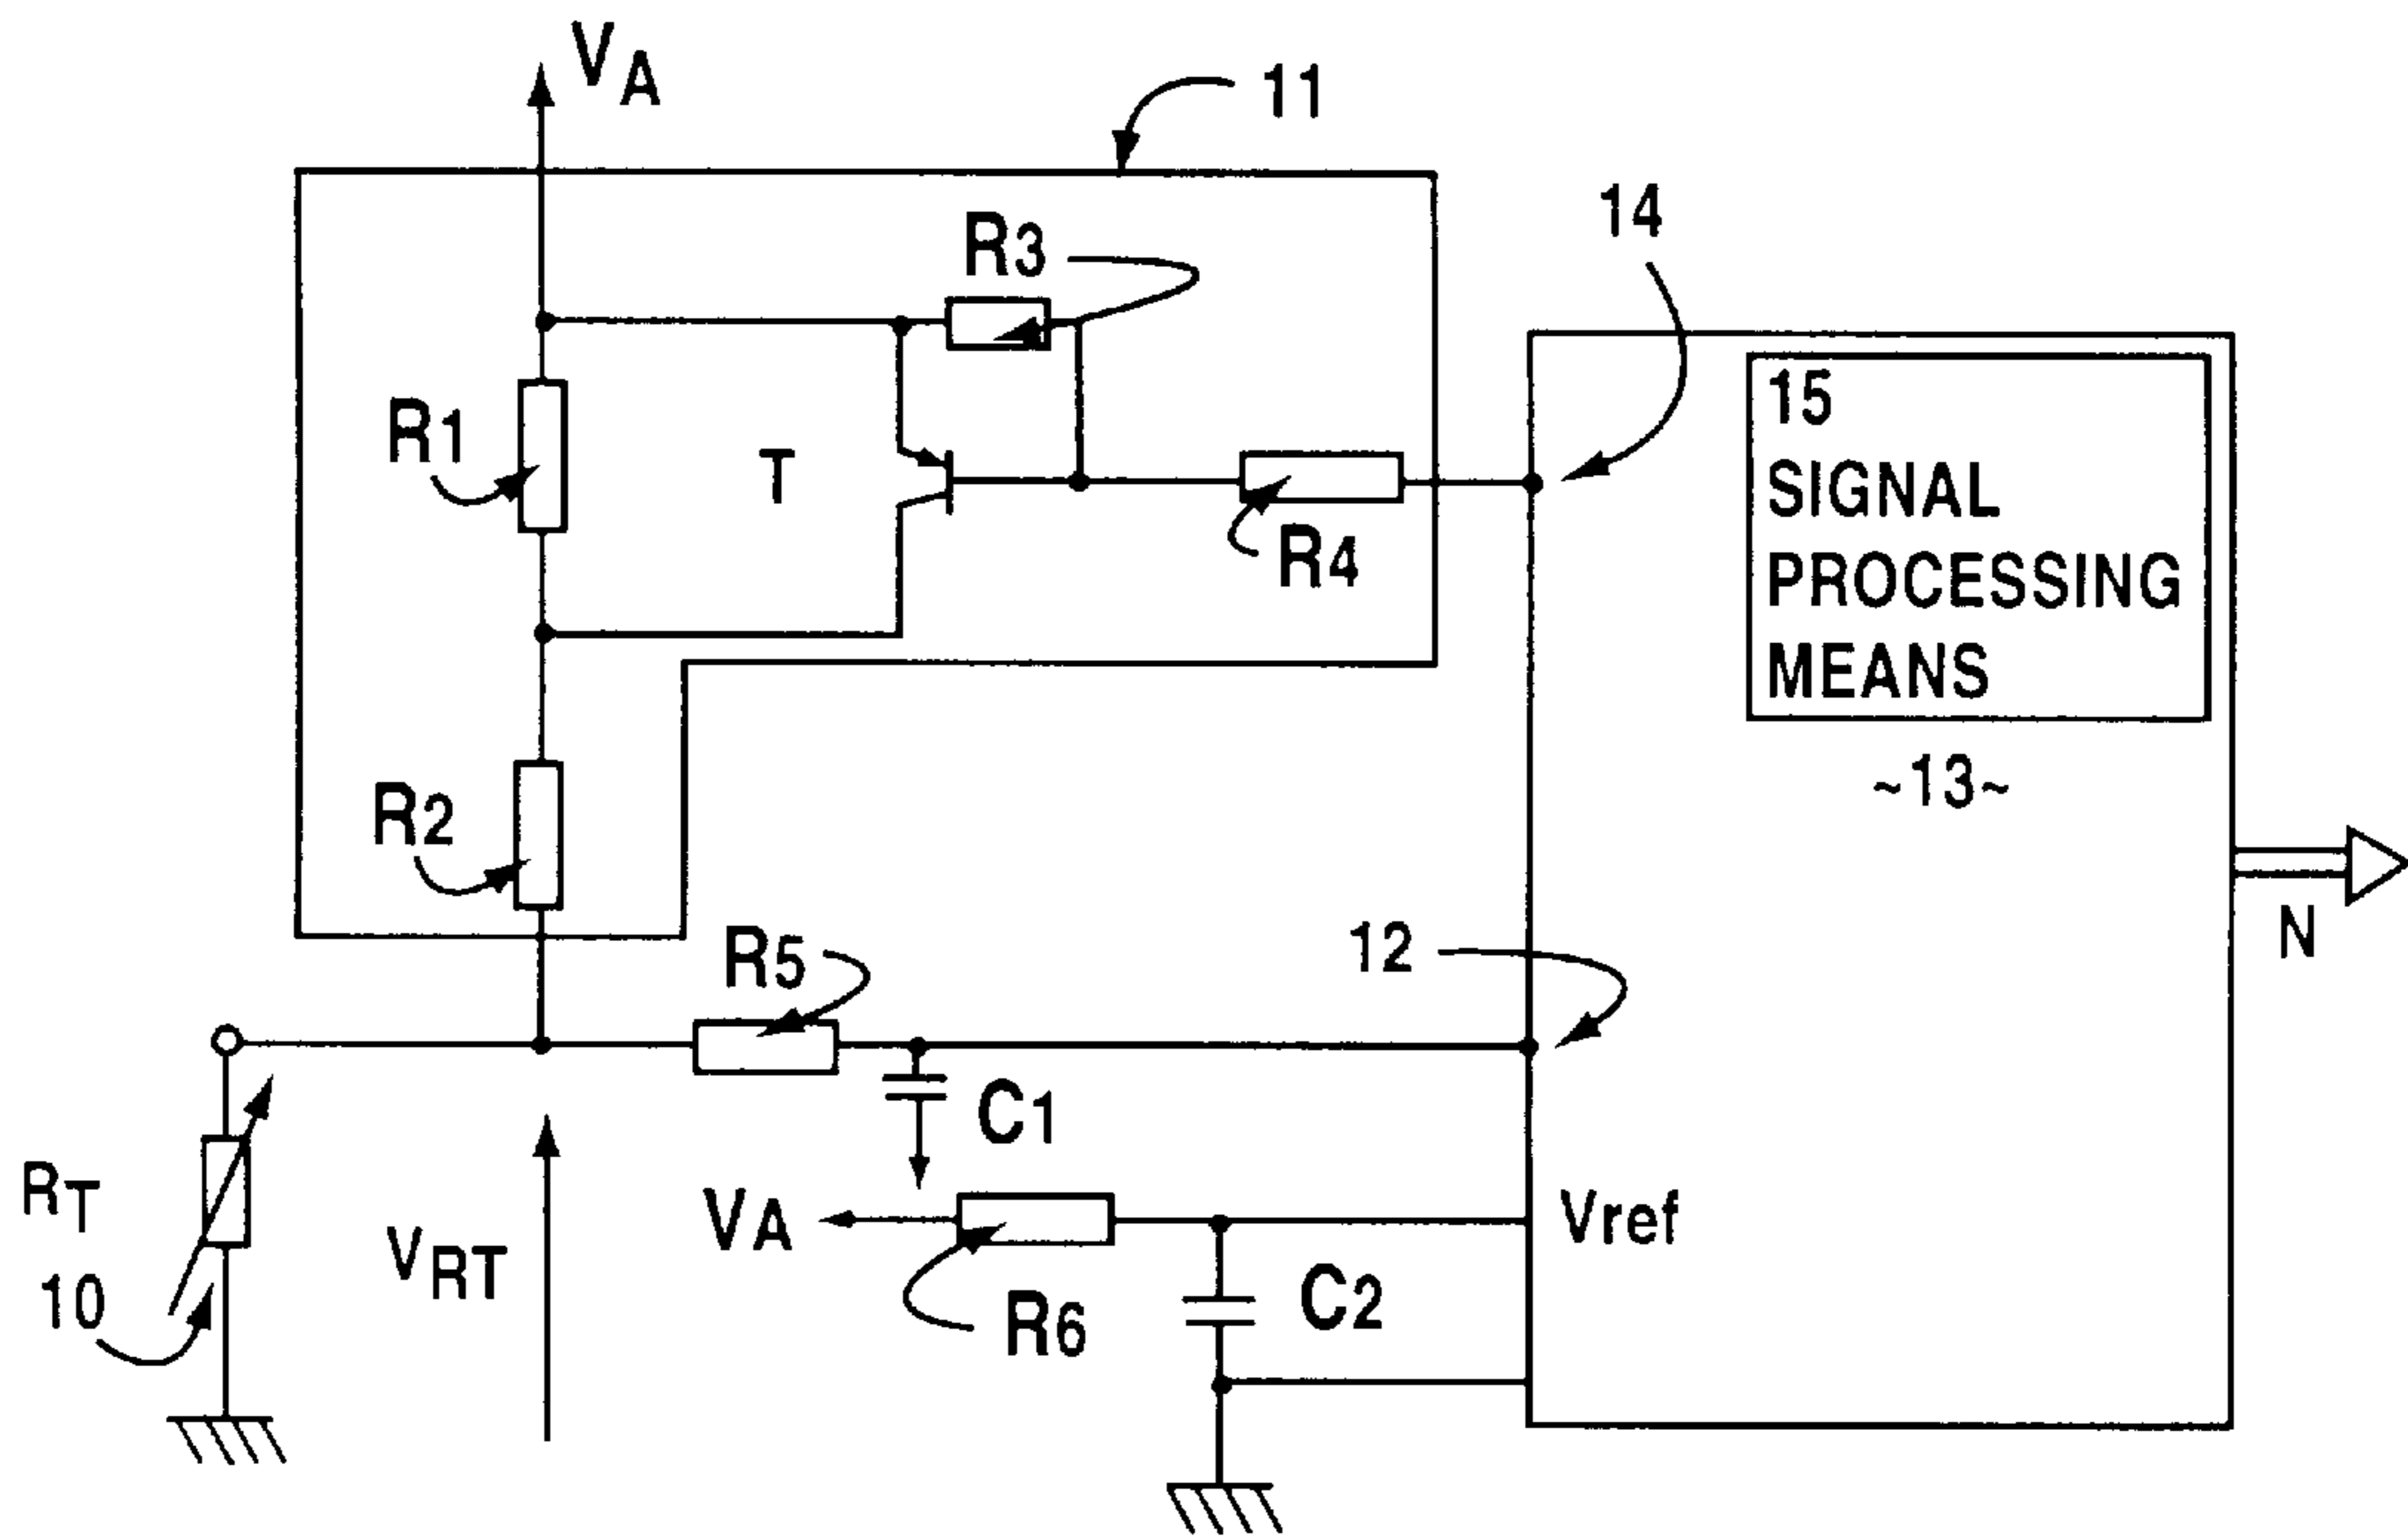 VA
11
R3
14
15
SIGNAL
PROCESSING
MEANS
R1
T
R4
~13~
R2
N
R5
12
C1
RT
VA
Vref
VRT
10
C2
R6